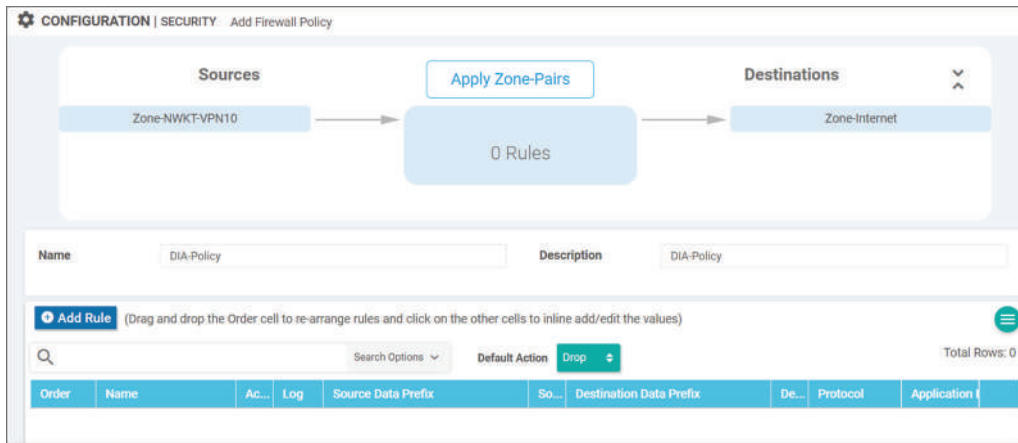 CONFIGURATION | SECURITY Add Firewall Policy
Sources
Apply Zone-Pairs
Destinations
Zone-NWKT-VPN10
Zone-Internet
0 Rules
Name
DIA-Policy
Description
DIA-Policy
Add Rule (Drag and drop the Order cell to re-arrange rules and click on the other cells to inline add/edit the values)
Search Options
Default Action
Drop
Total Rows: 0
Order Name Ac... Log Source Data Prefix So... Destination Data Prefix De... Protocol Application